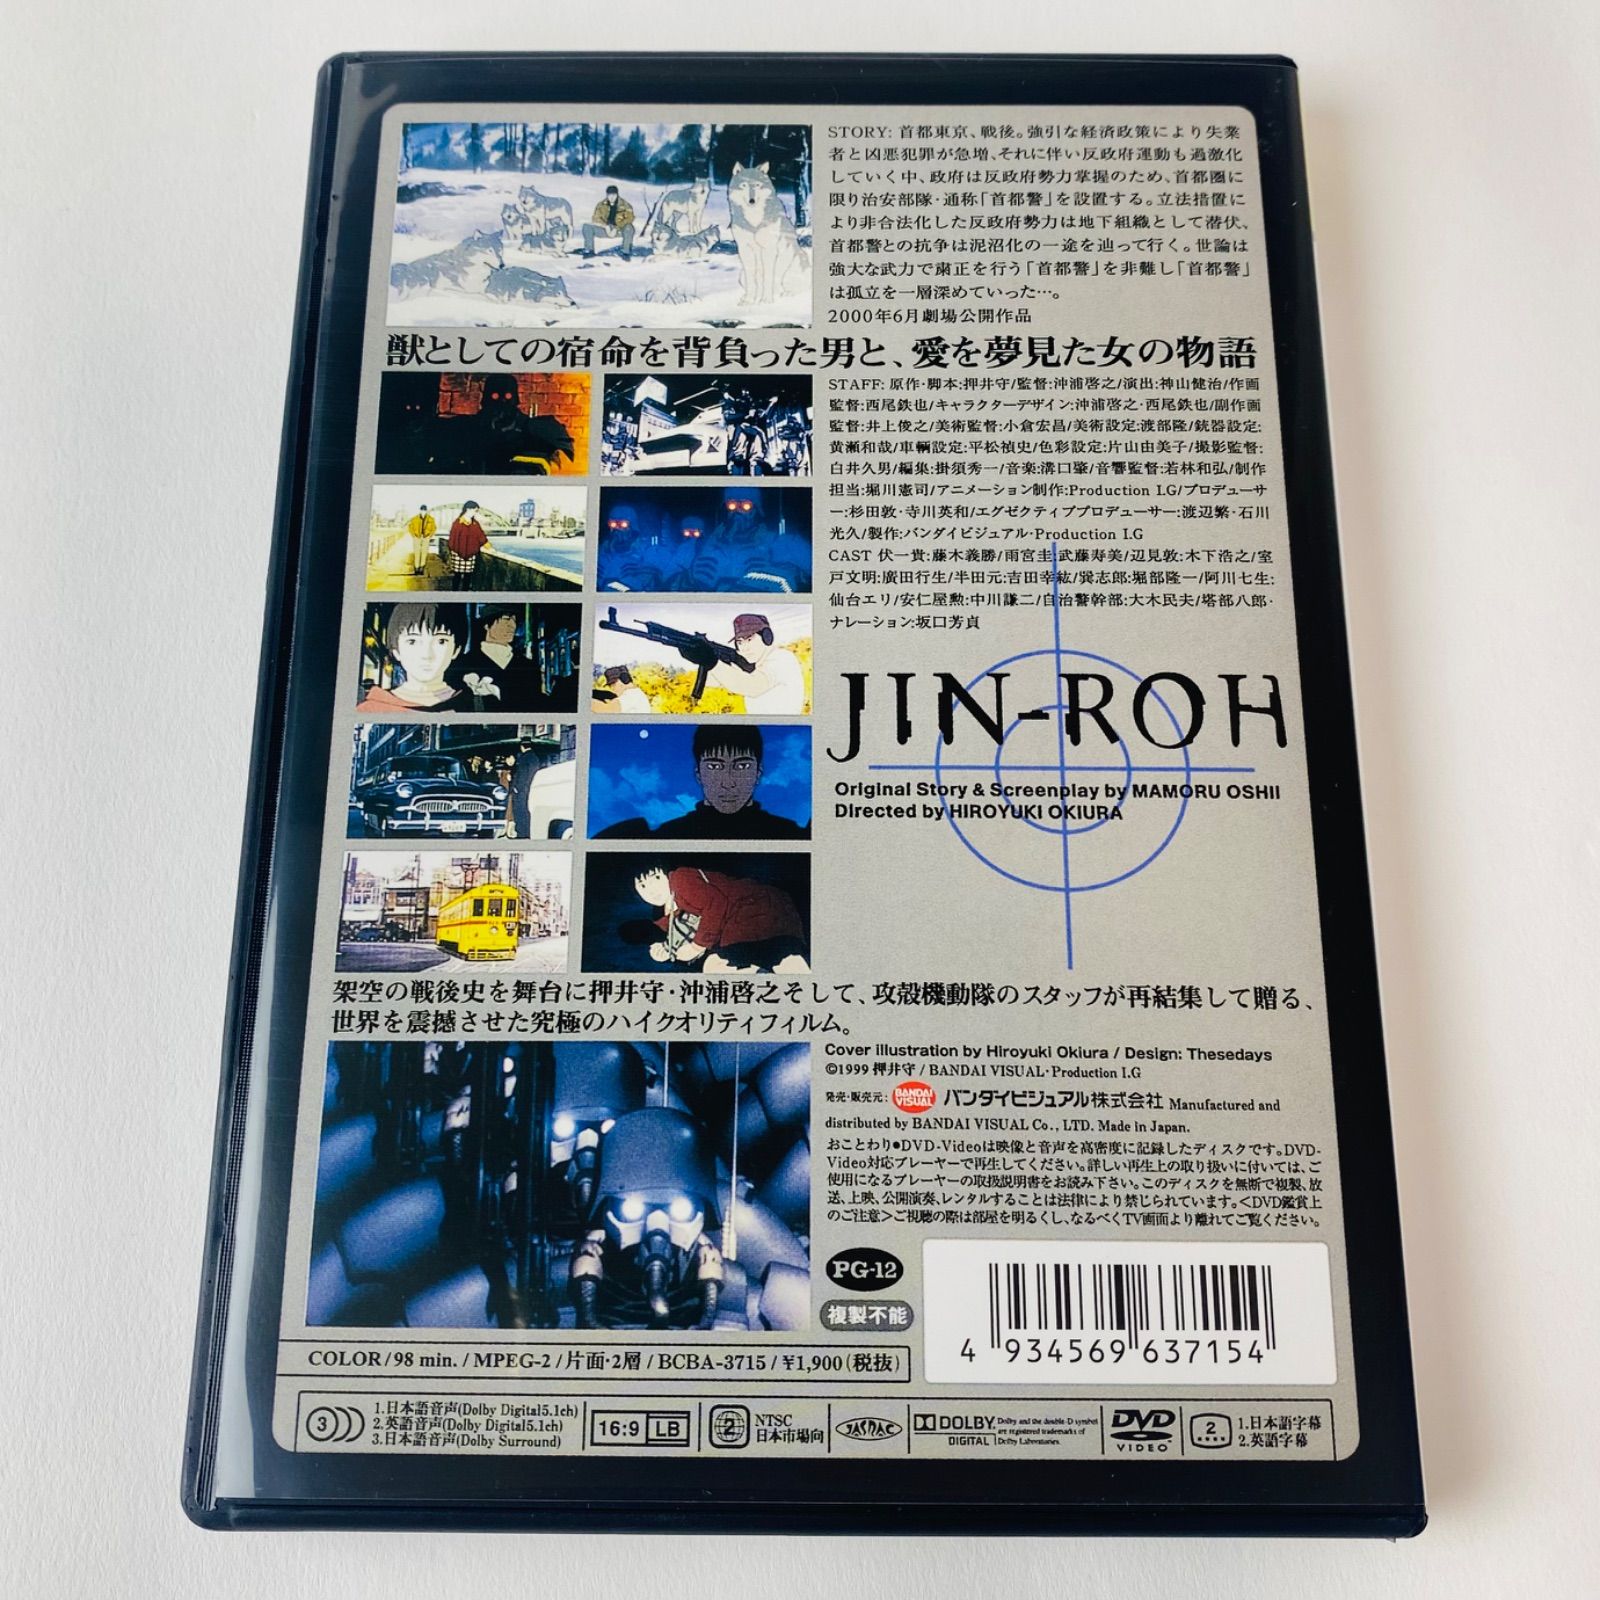 STORY: 首都東京、戦後。強引な経済政策により失業
者と凶悪犯罪が急増、それに伴い反政府運動も過激化
していく中、政府は反政府勢力掌握のため、首都圏に
限り治安部隊・通称「首都警」を設置する。立法措置に
より非合法化した反政府勢力は地下組織として潜伏、
首都警との抗争は泥沼化の一途を辿って行く。世論は
強大な武力で粛正を行う「首都警」を非難し「首都警」
は孤立を一層深めていった…。
2000年6月劇場公開作品
獣としての宿命を背負った男と、愛を夢見た女の物語
STAFF: 原作・脚本:押井守/監督:沖浦啓之/演出:神山健治/作画
監督:西尾鉄也/キャラクターデザイン:沖浦啓之・西尾鉄也/副作画
監督:井上俊之/美術監督:小倉宏昌/美術設定:渡部隆/銃器設定:
黄瀬和哉/車輌設定:平松禎史/色彩設定:片山由美子/撮影監督:
白井久男/編集:掛須秀一/音楽:溝口肇/音響監督:若林和弘/制作
担当:堀川憲司/アニメーション制作:Production I.G/プロデューサ
ー:杉田敦・寺川英和/エグゼクティブプロデューサー:渡辺繁・石川
光久/製作:バンダイビジュアル・Production I.G
CAST 伏一貴:藤木義勝/雨宮圭:武藤寿美/辺見敦:木下浩之/室
戸文明:廣田行生/半田元:吉田幸紘/巽志郎:堀部隆一/阿川七生:
仙台エリ/安仁屋勲:中川謙二/自治警幹部:大木民夫/塔部八郎・
ナレーション:坂口芳貞
JIN-ROH
Original Story & Screenplay by MAMORU OSHII
Directed by HIROYUKI OKIURA
架空の戦後史を舞台に押井守・沖浦啓之そして、攻殻機動隊のスタッフが再結集して贈る、
世界を震撼させた究極のハイクオリティフィルム。
Cover illustration by Hiroyuki Okiura / Design: Thesedays
©1999 押井守 / BANDAI VISUAL・Production I.G
発売・販売元: BANDAI VISUAL バンダイビジュアル株式会社 Manufactured and
distributed by BANDAI VISUAL Co., LTD. Made in Japan.
おことわり●DVD-Videoは映像と音声を高密度に記録したディスクです。DVD-
Video対応プレーヤーで再生してください。詳しい再生上の取り扱いに付いては、ご
使用になるプレーヤーの取扱説明書をお読み下さい。このディスクを無断で複製、放
送、上映、公開演奏、レンタルすることは法律により禁じられています。<DVD鑑賞上
のご注意>ご視聴の際は部屋を明るくし、なるべくTV画面より離れてご覧ください。
PG-12
複製不能
4 934569 637154
COLOR/98 min. / MPEG-2 /片面・2層 / BCBA-3715 / ¥1,900(税抜)
3
1.日本語音声(Dolby Digital5.1ch)
2.英語音声(Dolby Digital5.1ch)
3.日本語音声(Dolby Surround)
16:9 LB
2 NTSC
日本市場向
JASRAC
DOLBY
DIGITAL
Dolby and the double-D symbol
are registered trademarks of
Dolby Laboratories.
DVD
VIDEO
2
1.日本語字幕
2.英語字幕